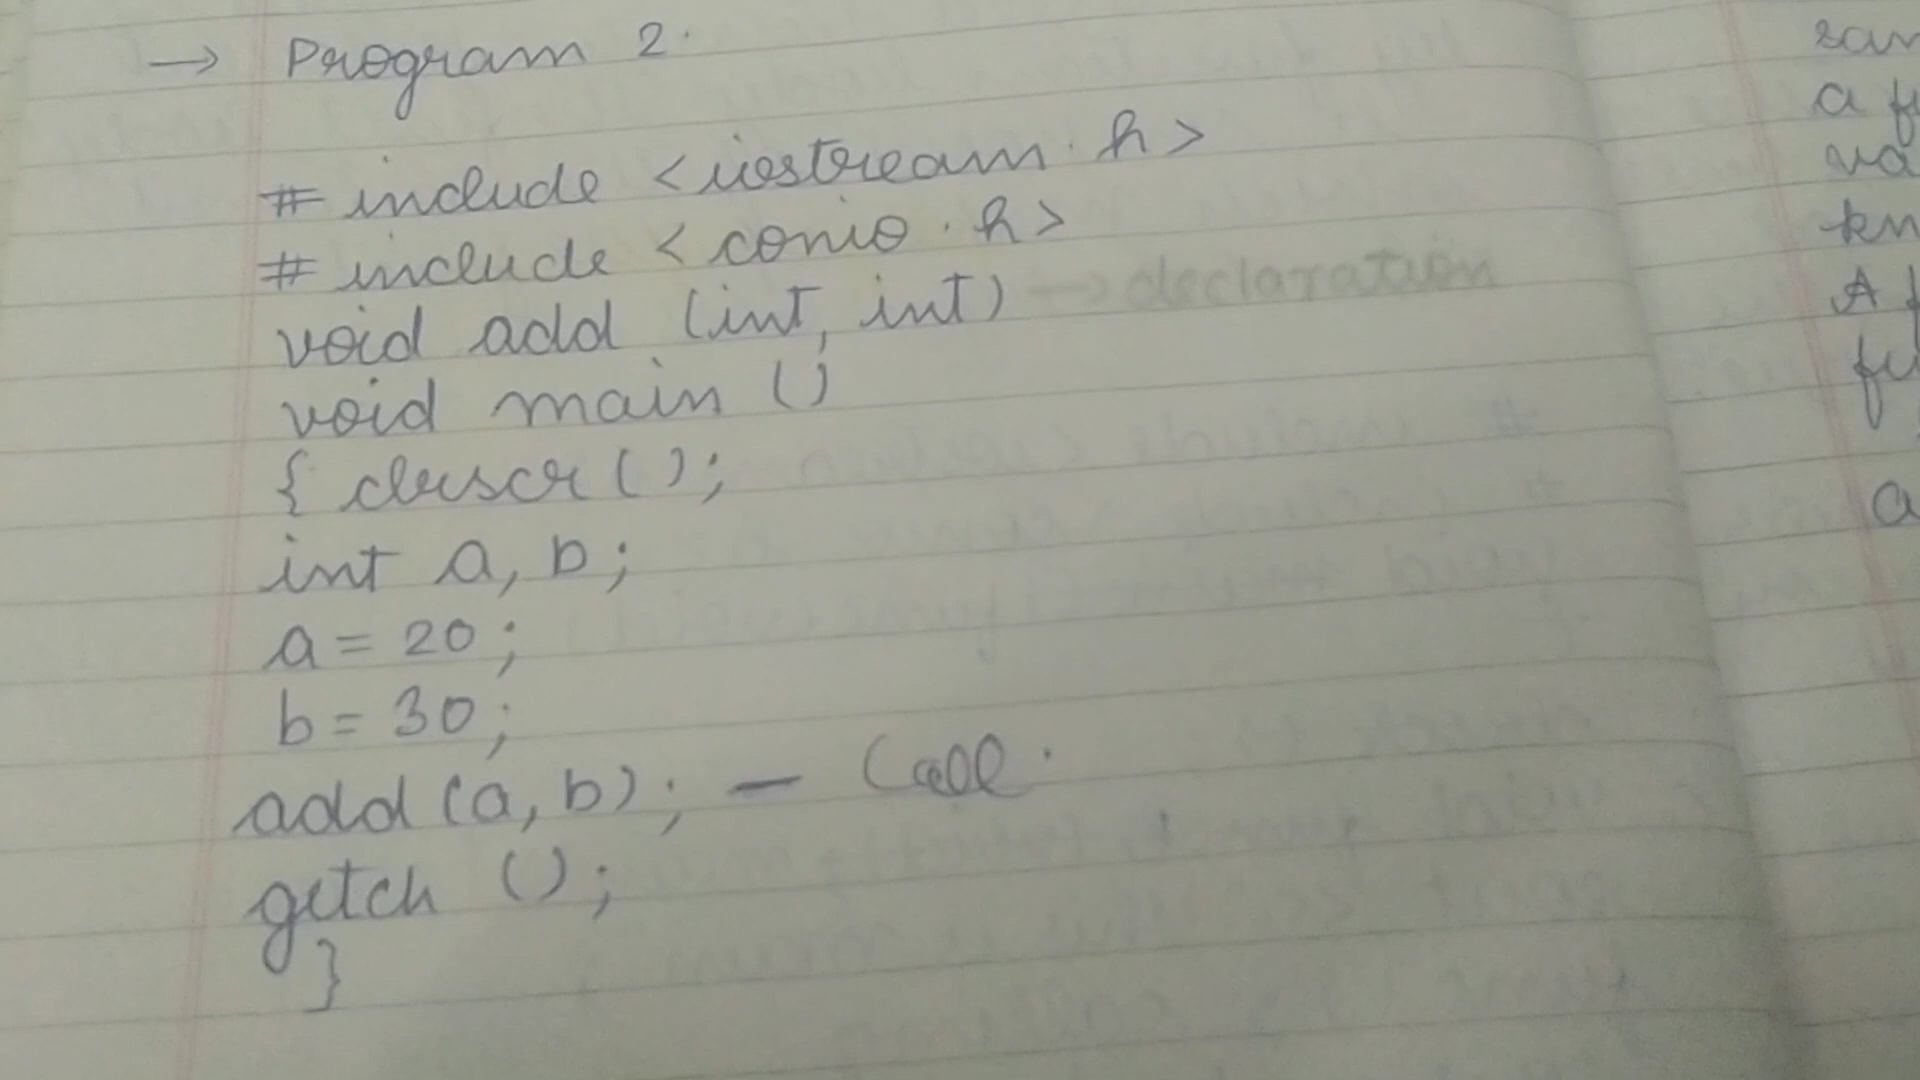 → Program 2.
# include <iostream.h>
# include <conio.h>
void add (int, int) → declaration
void main ()
{ clrscr ();
int a, b;
a = 20;
b = 30;
add (a, b); — Call.
getch ();
}
a